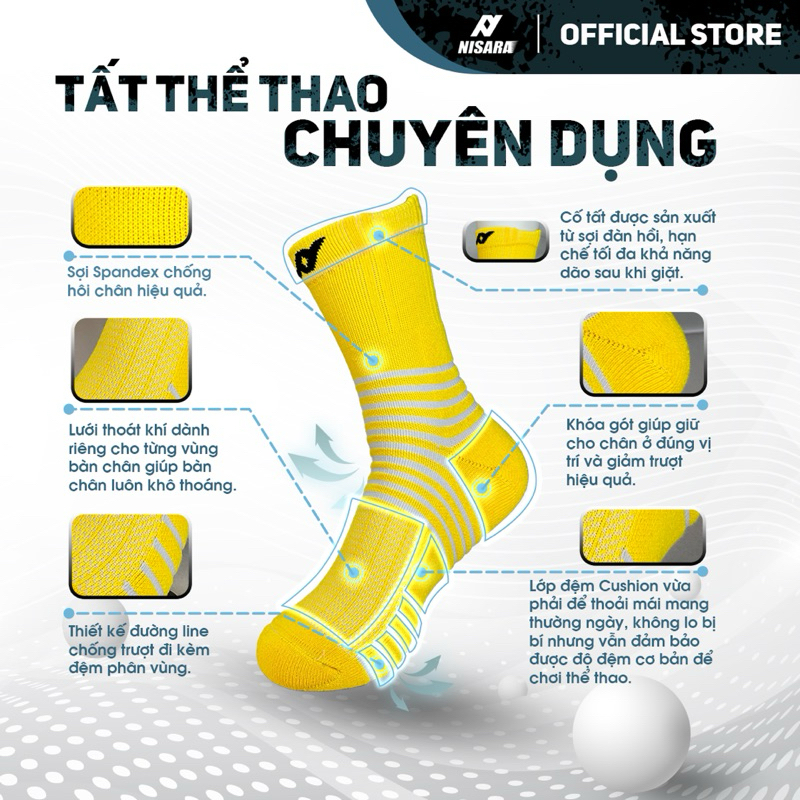 NISARA
OFFICIAL STORE
TẤT THỂ THAO
CHUYÊN DỤNG
Sợi Spandex chống
hôi chân hiệu quả.
Cổ tất được sản xuất
từ sợi đàn hồi, hạn
chế tối đa khả năng
dão sau khi giặt.
Lưới thoát khí dành
riêng cho từng vùng
bàn chân giúp bàn
chân luôn khô thoáng.
Khóa gót giúp giữ
cho chân ở đúng vị
trí và giảm trượt
hiệu quả.
Thiết kế đường line
chống trượt đi kèm
đệm phân vùng.
Lớp đệm Cushion vừa
phải để thoải mái mang
thường ngày, không lo bị
bí nhưng vẫn đảm bảo
được độ đệm cơ bản để
chơi thể thao.